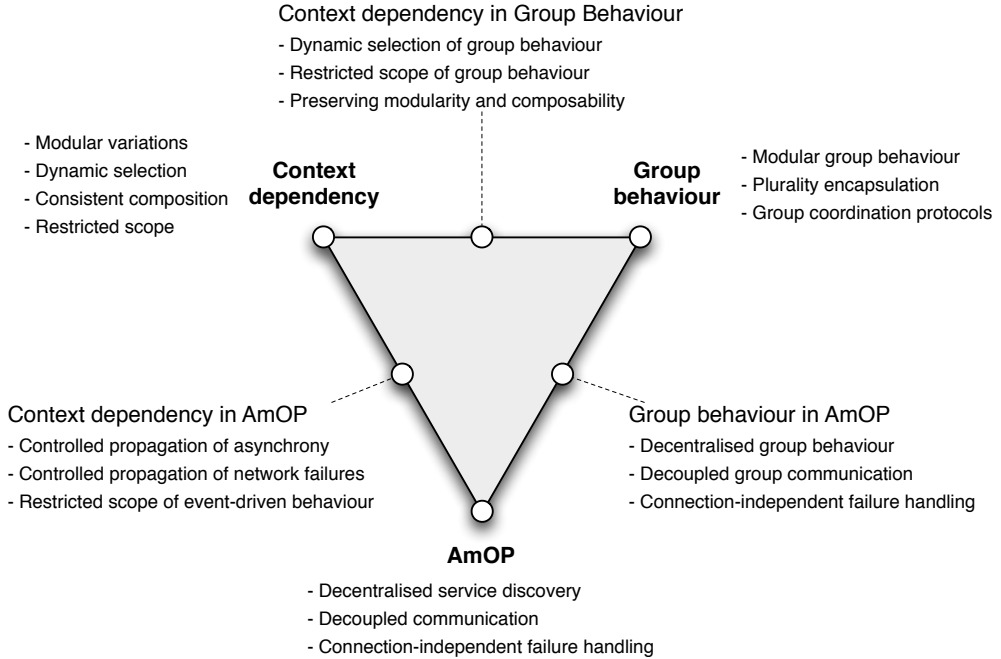 Context dependency in Group Behaviour
- Dynamic selection of group behaviour
- Restricted scope of group behaviour
- Preserving modularity and composability
- Modular variations
- Dynamic selection
- Consistent composition
- Restricted scope
Context
dependency
Group
behaviour
- Modular group behaviour
- Plurality encapsulation
- Group coordination protocols
Context dependency in AmOP
- Controlled propagation of asynchrony
- Controlled propagation of network failures
- Restricted scope of event-driven behaviour
Group behaviour in AmOP
- Decentralised group behaviour
- Decoupled group communication
- Connection-independent failure handling
AmOP
- Decentralised service discovery
- Decoupled communication
- Connection-independent failure handling